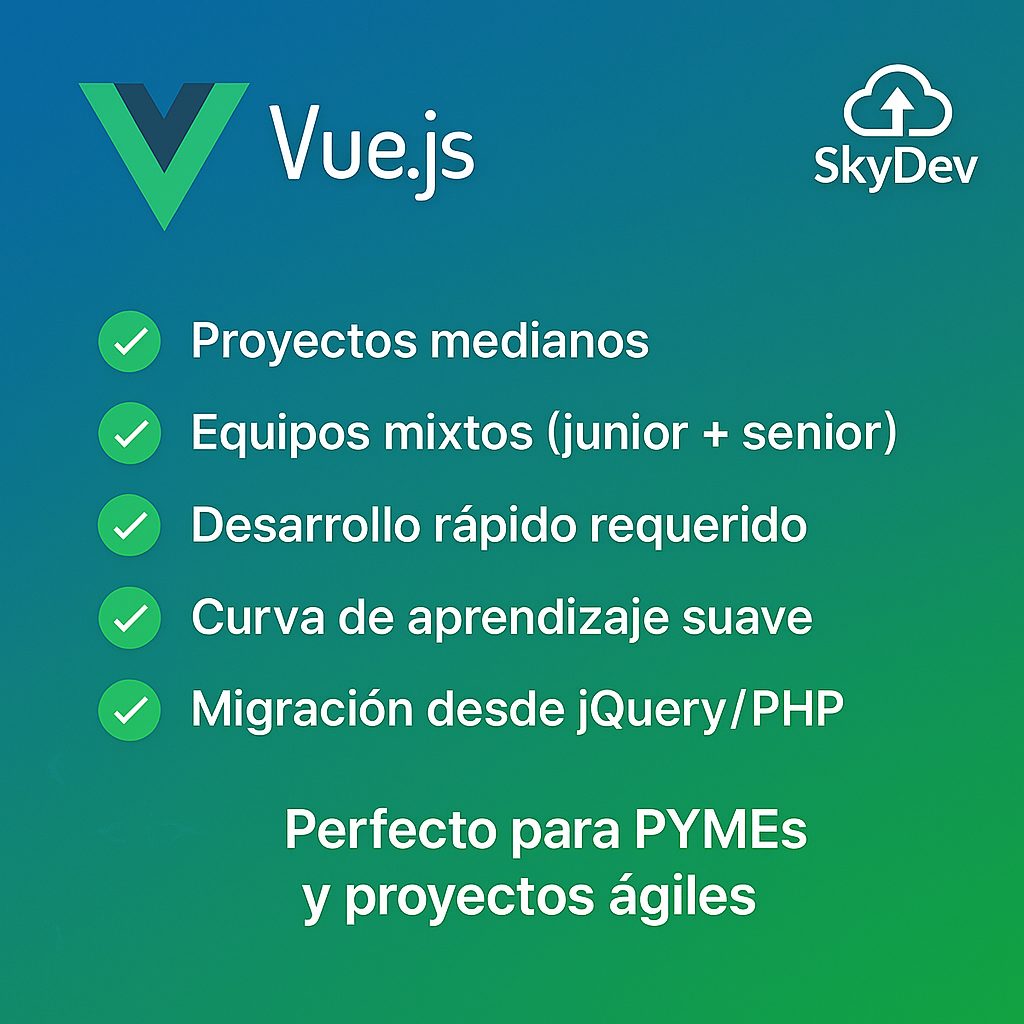 Vue.js
SkyDev
Proyectos medianos
Equipos mixtos (junior + senior)
Desarrollo rápido requerido
Curva de aprendizaje suave
Migración desde jQuery/PHP
Perfecto para PYMEs
y proyectos ágiles